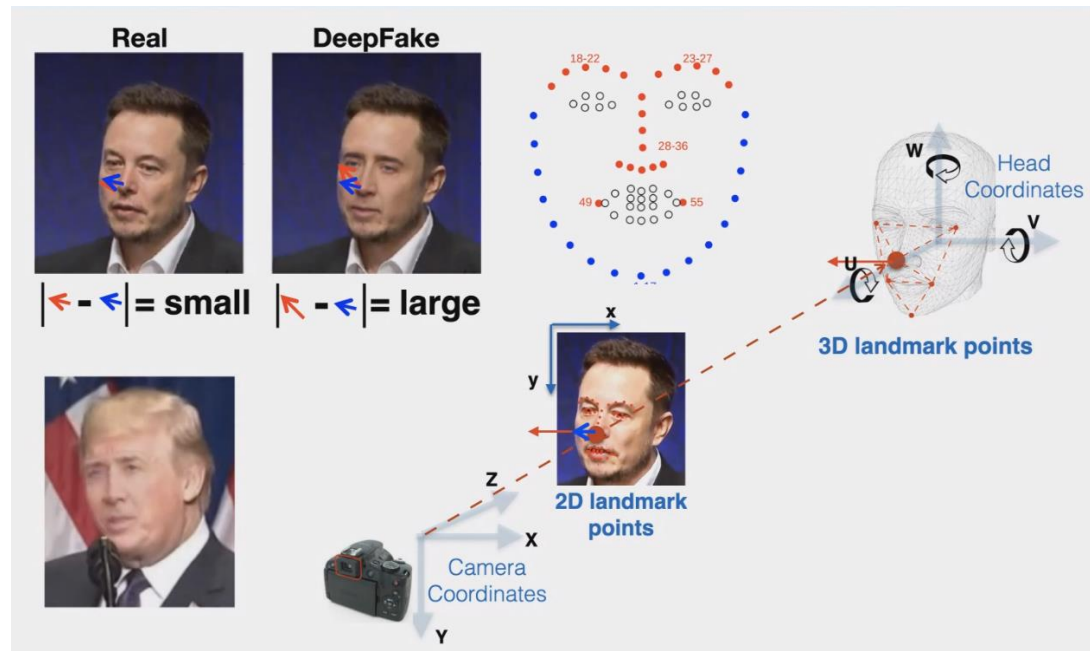 Real
DeepFake
| - | = small
| - | = large
18-22
23-27
28-36
49
55
W
Head
Coordinates
V
U
3D landmark points
x
y
2D landmark
points
Z
X
Camera
Coordinates
Y